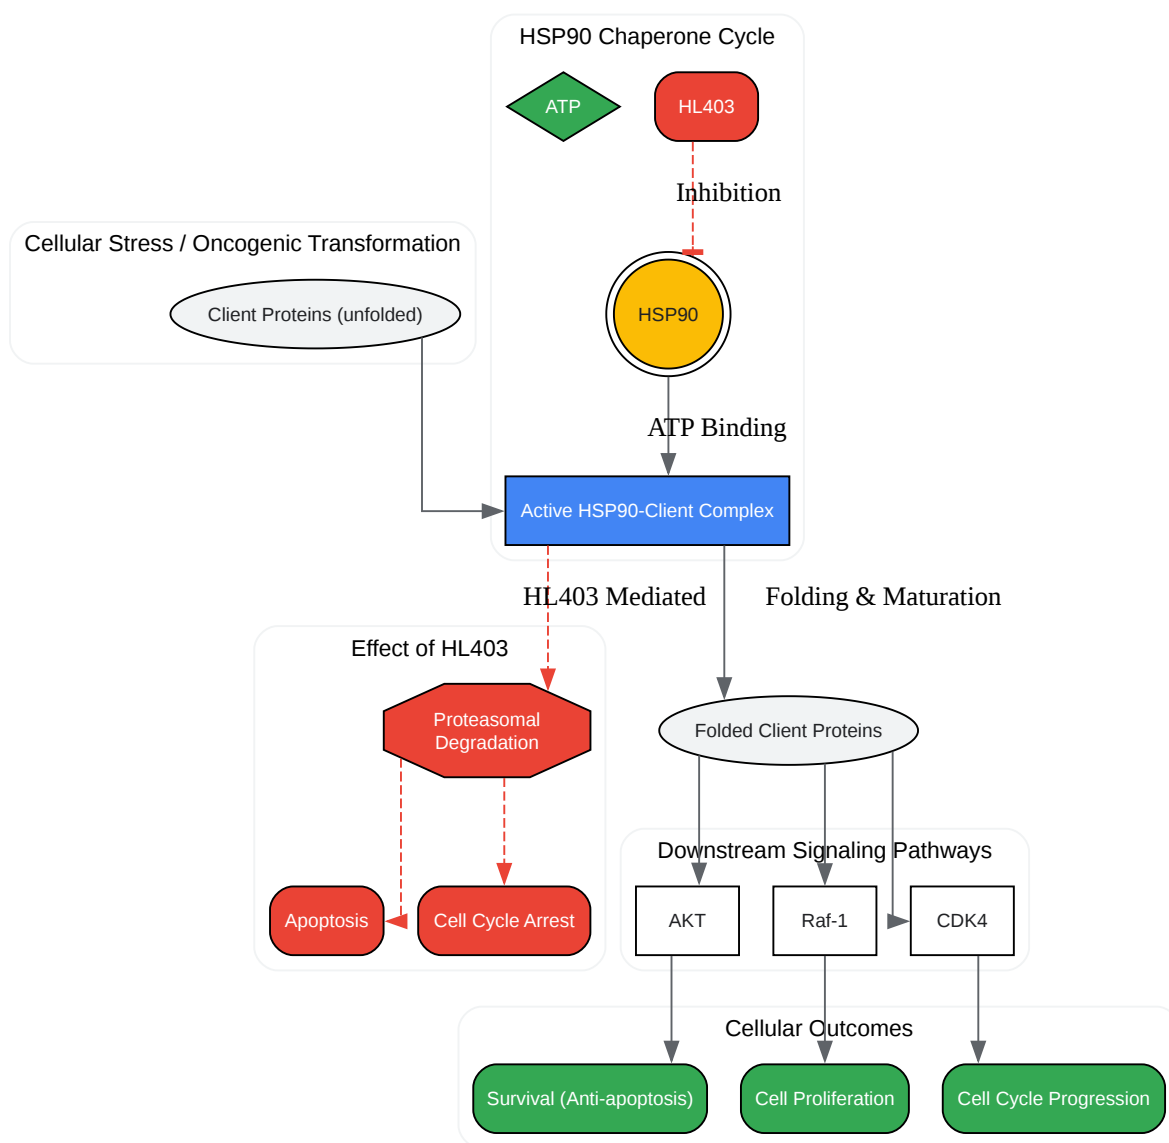 HSP90 Chaperone Cycle
ATP
HL403
Inhibition
Cellular Stress / Oncogenic Transformation
Client Proteins (unfolded)
HSP90
ATP Binding
Active HSP90-Client Complex
HL403 Mediated
Folding & Maturation
Effect of HL403
Proteasomal
Degradation
Folded Client Proteins
Downstream Signaling Pathways
Apoptosis
Cell Cycle Arrest
AKT
Raf-1
CDK4
Cellular Outcomes
Survival (Anti-apoptosis)
Cell Proliferation
Cell Cycle Progression